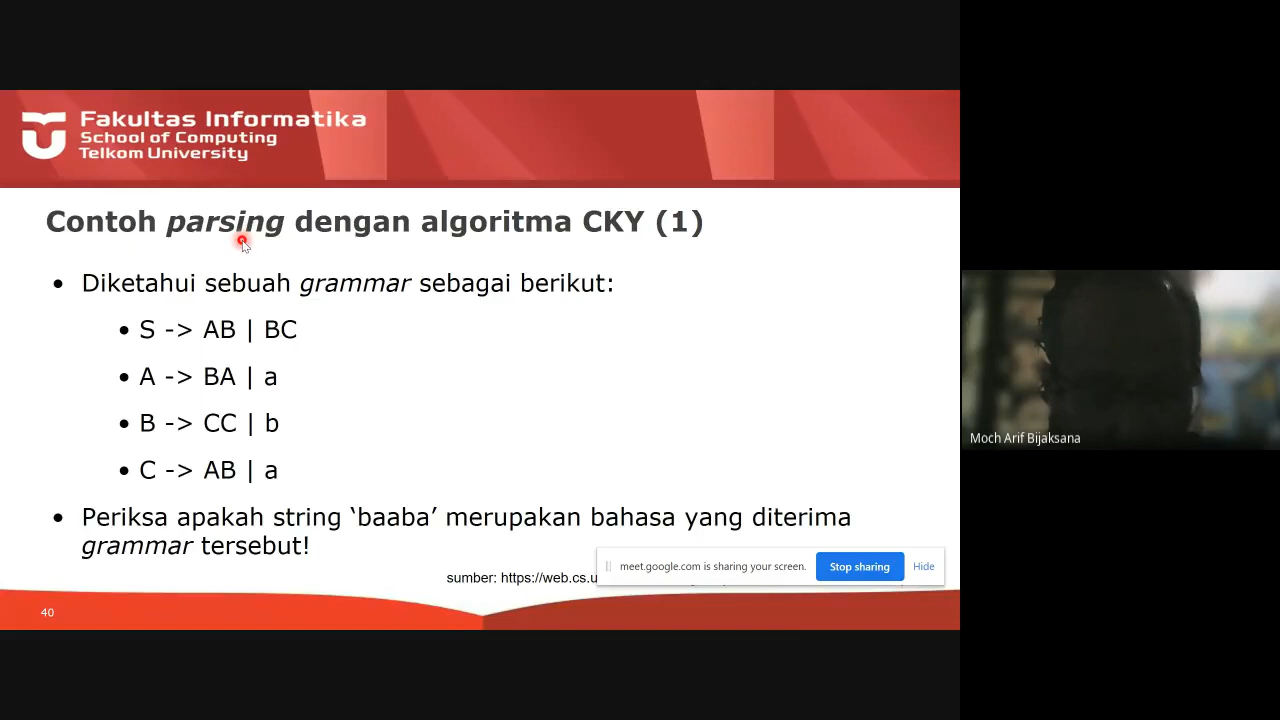 Fakultas Informatika
School of Computing
Telkom University
Contoh parsing dengan algoritma CKY (1)
• Diketahui sebuah grammar sebagai berikut:
• S -> AB | BC
• A -> BA | a
• B -> CC | b
• C -> AB | a
• Periksa apakah string ‘baaba’ merupakan bahasa yang diterima
grammar tersebut!
sumber: https://web.cs.u
meet.google.com is sharing your screen.
Stop sharing
Hide
40
Moch Arif Bijaksana